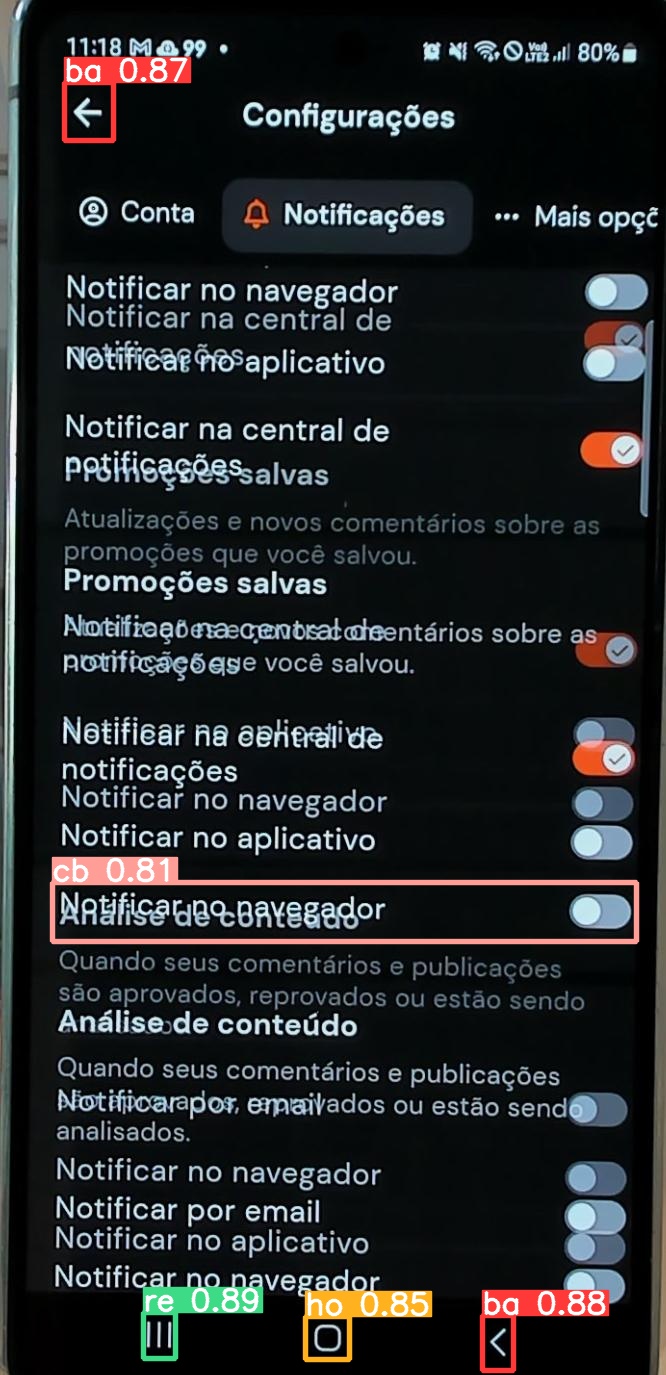 11:18 M 99 •
Vo)) LTE2 80%
ba 0.87
Configurações
Conta
Notificações
Mais opçõ
Notificar no navegador
Notificar na central de
notificações
Notificar no aplicativo
Notificar na central de
notificações
Promoções salvas
Atualizações e novos comentários sobre as
promoções que você salvou.
Promoções salvas
Notificar na central de
Atualizações e novos comentários sobre as
notificações
promoções que você salvou.
Notificar no aplicativo
Notificar na central de
notificações
Notificar no navegador
Notificar no aplicativo
cb 0.81
Notificar no navegador
Análise de conteúdo
Quando seus comentários e publicações
são aprovados, reprovados ou estão sendo
Análise de conteúdo
Quando seus comentários e publicações
são aprovados, reprovados ou estão sendo
Notificar por email
analisados.
Notificar no navegador
Notificar por email
Notificar no aplicativo
Notificar no navegador
re 0.89
ho 0.85
ba 0.88